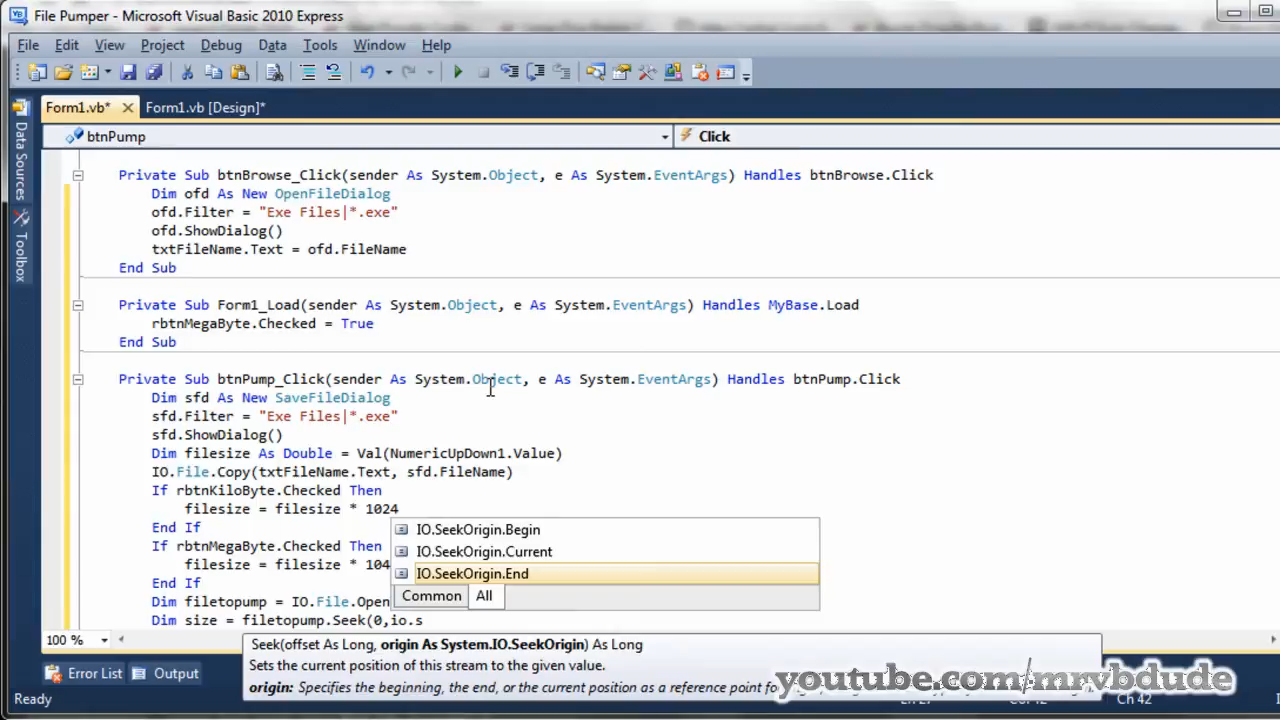 File Pumper - Microsoft Visual Basic 2010 Express
File Edit View Project Debug Data Tools Window Help
Form1.vb* Form1.vb [Design]*
btnPump Click
Data Sources
Toolbox
Private Sub btnBrowse_Click(sender As System.Object, e As System.EventArgs) Handles btnBrowse.Click
Dim ofd As New OpenFileDialog
ofd.Filter = "Exe Files|*.exe"
ofd.ShowDialog()
txtFileName.Text = ofd.FileName
End Sub
Private Sub Form1_Load(sender As System.Object, e As System.EventArgs) Handles MyBase.Load
rbtnMegaByte.Checked = True
End Sub
Private Sub btnPump_Click(sender As System.Object, e As System.EventArgs) Handles btnPump.Click
Dim sfd As New SaveFileDialog
sfd.Filter = "Exe Files|*.exe"
sfd.ShowDialog()
Dim filesize As Double = Val(NumericUpDown1.Value)
IO.File.Copy(txtFileName.Text, sfd.FileName)
If rbtnKiloByte.Checked Then
filesize = filesize * 1024
End If
If rbtnMegaByte.Checked Then
filesize = filesize * 104
End If
Dim filetopump = IO.File.Open
Dim size = filetopump.Seek(0,io.s
IO.SeekOrigin.Begin
IO.SeekOrigin.Current
IO.SeekOrigin.End
Common All
100 %
Seek(offset As Long, origin As System.IO.SeekOrigin) As Long
Sets the current position of this stream to the given value.
origin: Specifies the beginning, the end, or the current position as a reference point for
Error List Output
youtube.com/mrvbdude
Ready Ch 42